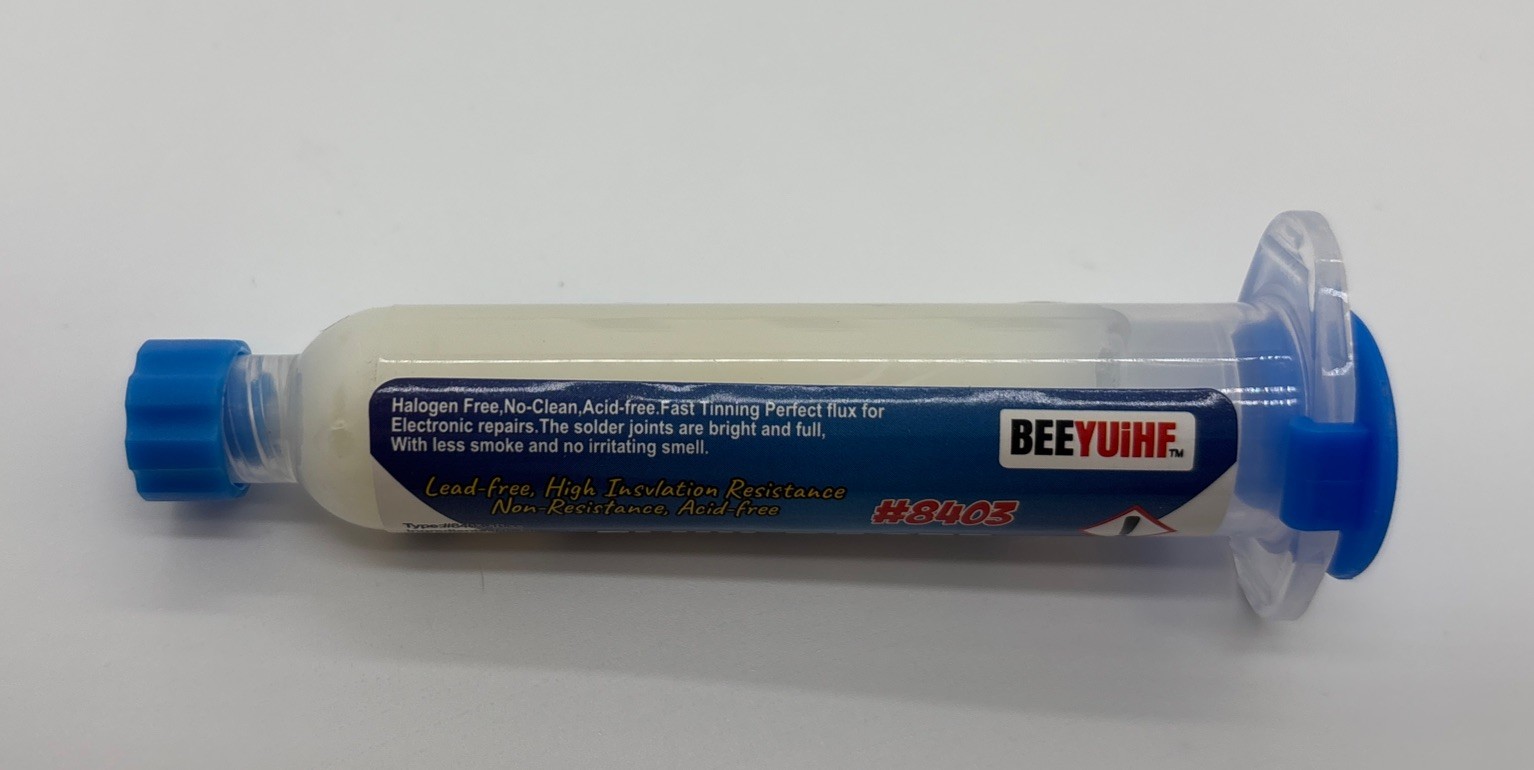 Halogen Free,No-Clean,Acid-free.Fast Tinning Perfect flux for
Electronic repairs.The solder joints are bright and full,
With less smoke and no irritating smell.
BEEYUiHF™
Lead-free, High Insvlation Resistance
Non-Resistance, Acid-free
#8403